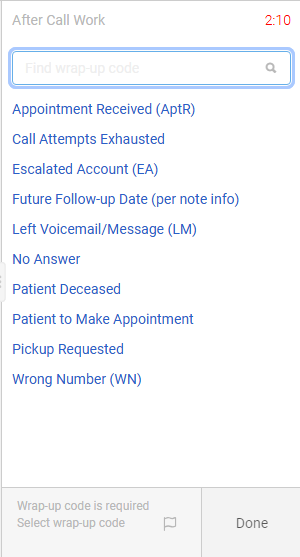 After Call Work 2:10
Find wrap-up code
Appointment Received (AptR)
Call Attempts Exhausted
Escalated Account (EA)
Future Follow-up Date (per note info)
Left Voicemail/Message (LM)
No Answer
Patient Deceased
Patient to Make Appointment
Pickup Requested
Wrong Number (WN)
Wrap-up code is required
Select wrap-up code
Done